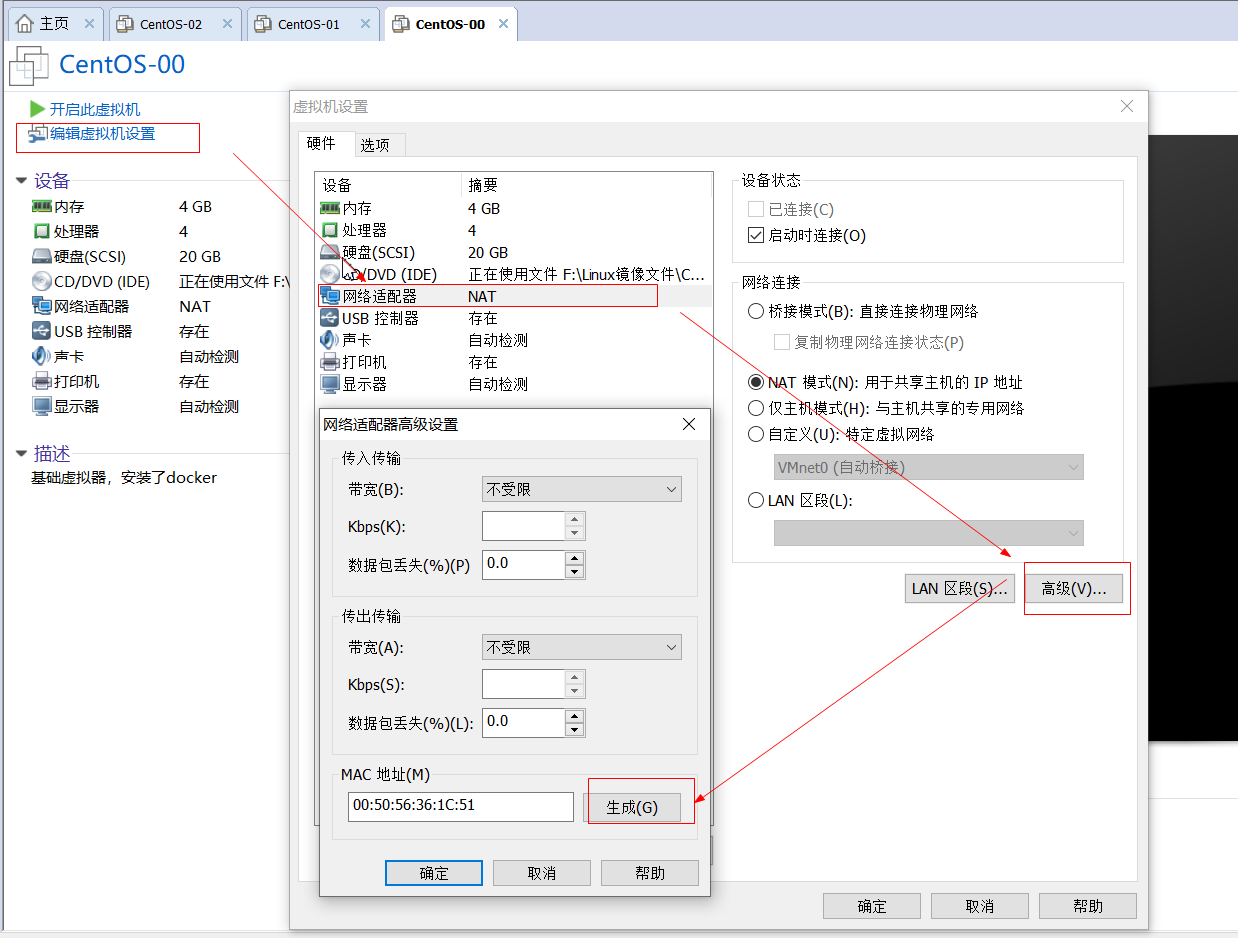 主页
CentOS-02
CentOS-01
CentOS-00
CentOS-00
开启此虚拟机
编辑虚拟机设置
设备
内存 4 GB
处理器 4
硬盘(SCSI) 20 GB
CD/DVD (IDE) 正在使用文件 F:\
网络适配器 NAT
USB 控制器 存在
声卡 自动检测
打印机 存在
显示器 自动检测
描述
基础虚拟器，安装了docker
虚拟机设置
硬件 选项
设备 摘要
内存 4 GB
处理器 4
硬盘(SCSI) 20 GB
CD/DVD (IDE) 正在使用文件 F:\Linux镜像文件\C...
网络适配器 NAT
USB 控制器 存在
声卡 自动检测
打印机 存在
显示器 自动检测
设备状态
已连接(C)
启动时连接(O)
网络连接
桥接模式(B): 直接连接物理网络
复制物理网络连接状态(P)
NAT 模式(N): 用于共享主机的 IP 地址
仅主机模式(H): 与主机共享的专用网络
自定义(U): 特定虚拟网络
VMnet0 (自动桥接)
LAN 区段(L):
LAN 区段(S)... 高级(V)...
网络适配器高级设置
传入传输
带宽(B): 不受限
Kbps(K):
数据包丢失(%)(P) 0.0
传出传输
带宽(A): 不受限
Kbps(S):
数据包丢失(%)(L): 0.0
MAC 地址(M)
00:50:56:36:1C:51 生成(G)
确定 取消 帮助
确定 取消 帮助